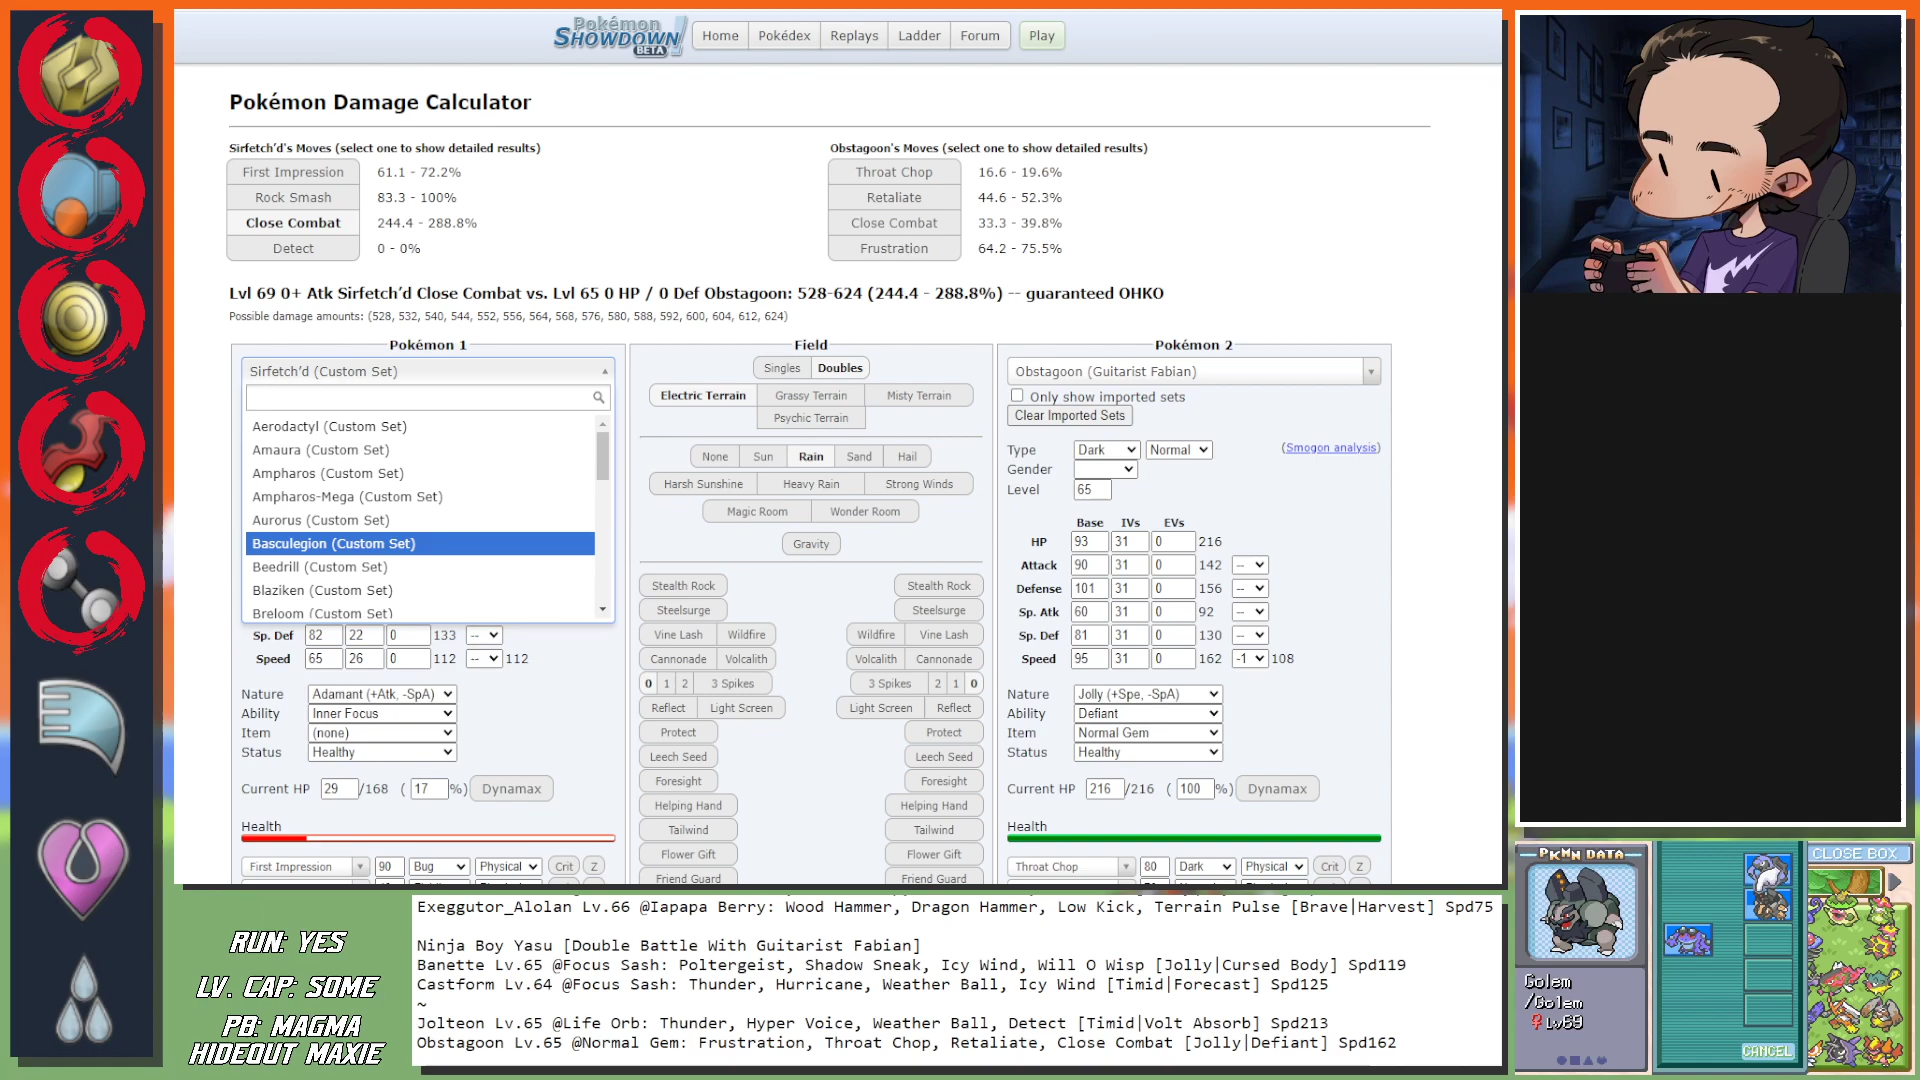 Pokémon
SHOWDOWN
BETA
Home
Pokédex
Replays
Ladder
Forum
Play
Pokémon Damage Calculator
Sirfetch'd's Moves (select one to show detailed results)
First Impression 61.1 - 72.2%
Rock Smash 83.3 - 100%
Close Combat 244.4 - 288.8%
Detect 0 - 0%
Obstagoon's Moves (select one to show detailed results)
Throat Chop 16.6 - 19.6%
Retaliate 44.6 - 52.3%
Close Combat 33.3 - 39.8%
Frustration 64.2 - 75.5%
Lvl 69 0+ Atk Sirfetch'd Close Combat vs. Lvl 65 0 HP / 0 Def Obstagoon: 528-624 (244.4 - 288.8%) -- guaranteed OHKO
Possible damage amounts: (528, 532, 540, 544, 552, 556, 564, 568, 576, 580, 588, 592, 600, 604, 612, 624)
Pokémon 1
Sirfetch'd (Custom Set)
Aerodactyl (Custom Set)
Amaura (Custom Set)
Ampharos (Custom Set)
Ampharos-Mega (Custom Set)
Aurorus (Custom Set)
Basculegion (Custom Set)
Beedrill (Custom Set)
Blaziken (Custom Set)
Breloom (Custom Set)
Sp. Def 82 22 0 133 --
Speed 65 26 0 112 -- 112
Nature Adamant (+Atk, -SpA)
Ability Inner Focus
Item (none)
Status Healthy
Current HP 29 /168 ( 17 %) Dynamax
Health
First Impression 90 Bug Physical Crit Z
Field
Singles Doubles
Electric Terrain Grassy Terrain Misty Terrain
Psychic Terrain
None Sun Rain Sand Hail
Harsh Sunshine Heavy Rain Strong Winds
Magic Room Wonder Room
Gravity
Stealth Rock Stealth Rock
Steelsurge Steelsurge
Vine Lash Wildfire Wildfire Vine Lash
Cannonade Volcalith Volcalith Cannonade
0 1 2 3 Spikes 3 Spikes 2 1 0
Reflect Light Screen Light Screen Reflect
Protect Protect
Leech Seed Leech Seed
Foresight Foresight
Helping Hand Helping Hand
Tailwind Tailwind
Flower Gift Flower Gift
Friend Guard Friend Guard
Pokémon 2
Obstagoon (Guitarist Fabian)
Only show imported sets
Clear Imported Sets
Type Dark Normal (Smogon analysis)
Gender
Level 65
Base IVs EVs
HP 93 31 0 216
Attack 90 31 0 142 --
Defense 101 31 0 156 --
Sp. Atk 60 31 0 92 --
Sp. Def 81 31 0 130 --
Speed 95 31 0 162 -1 108
Nature Jolly (+Spe, -SpA)
Ability Defiant
Item Normal Gem
Status Healthy
Current HP 216 /216 ( 100 %) Dynamax
Health
Throat Chop 80 Dark Physical Crit Z
RUN: YES
LV. CAP: SOME
PB: MAGMA
HIDEOUT MAXIE
Exeggutor_Alolan Lv.66 @Iapapa Berry: Wood Hammer, Dragon Hammer, Low Kick, Terrain Pulse [Brave|Harvest] Spd75
Ninja Boy Yasu [Double Battle With Guitarist Fabian]
Banette Lv.65 @Focus Sash: Poltergeist, Shadow Sneak, Icy Wind, Will O Wisp [Jolly|Cursed Body] Spd119
Castform Lv.64 @Focus Sash: Thunder, Hurricane, Weather Ball, Icy Wind [Timid|Forecast] Spd125
~
Jolteon Lv.65 @Life Orb: Thunder, Hyper Voice, Weather Ball, Detect [Timid|Volt Absorb] Spd213
Obstagoon Lv.65 @Normal Gem: Frustration, Throat Chop, Retaliate, Close Combat [Jolly|Defiant] Spd162
PKMN DATA
Golem
/Golem
♀Lv69
CLOSE BOX
CANCEL